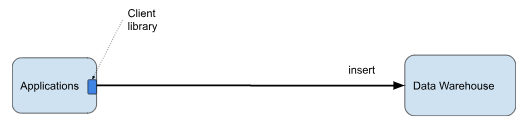 Client
library
insert
Applications
Data Warehouse